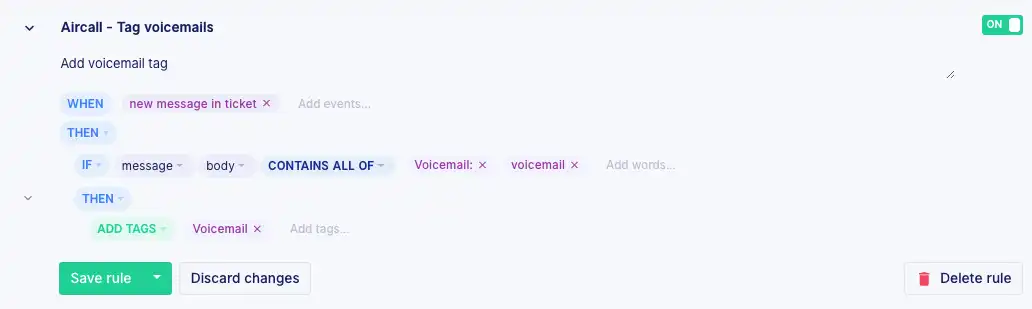 Aircall - Tag voicemails ON
Add voicemail tag
WHEN new message in ticket × Add events...
THEN
IF message body CONTAINS ALL OF Voicemail: × voicemail × Add words...
THEN
ADD TAGS Voicemail × Add tags...
Save rule Discard changes Delete rule